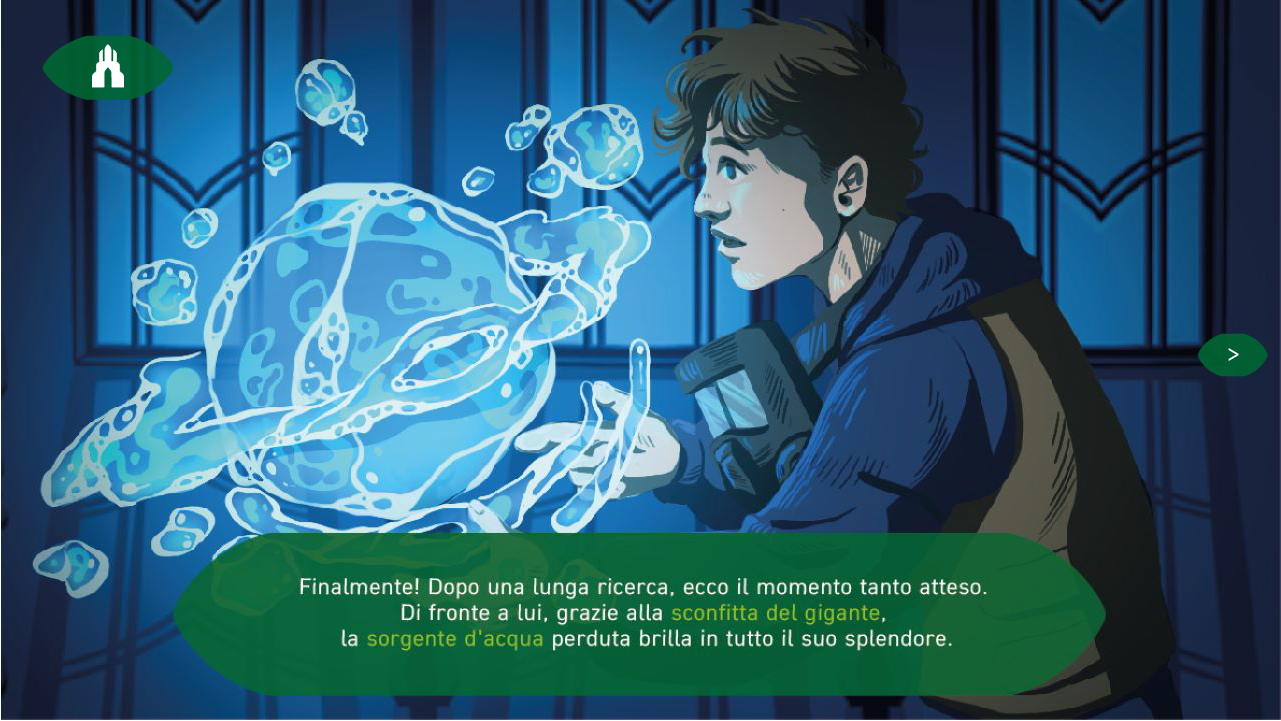 Finalmente! Dopo una lunga ricerca, ecco il momento tanto atteso.
Di fronte a lui, grazie alla sconfitta del gigante,
la sorgente d'acqua perduta brilla in tutto il suo splendore.
>